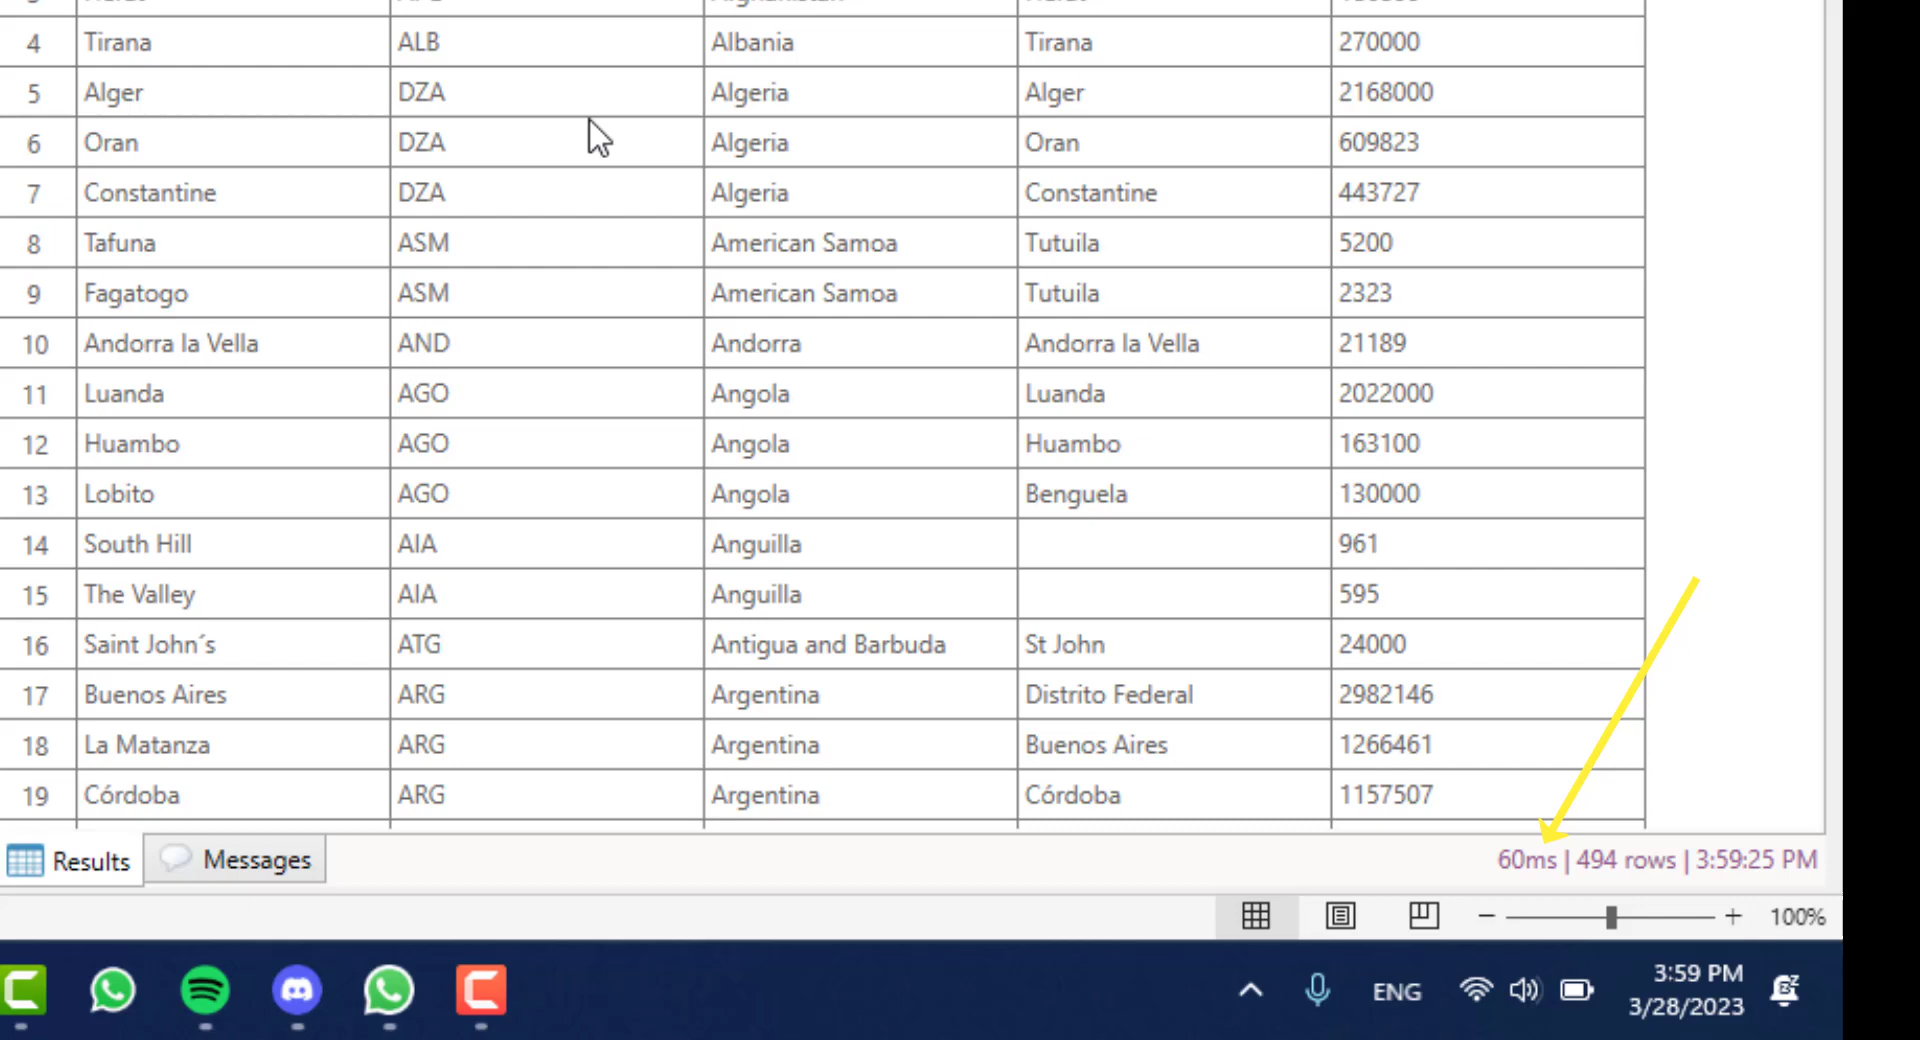 4 Tirana ALB Albania Tirana 270000
5 Alger DZA Algeria Alger 2168000
6 Oran DZA Algeria Oran 609823
7 Constantine DZA Algeria Constantine 443727
8 Tafuna ASM American Samoa Tutuila 5200
9 Fagatogo ASM American Samoa Tutuila 2323
10 Andorra la Vella AND Andorra Andorra la Vella 21189
11 Luanda AGO Angola Luanda 2022000
12 Huambo AGO Angola Huambo 163100
13 Lobito AGO Angola Benguela 130000
14 South Hill AIA Anguilla 961
15 The Valley AIA Anguilla 595
16 Saint John´s ATG Antigua and Barbuda St John 24000
17 Buenos Aires ARG Argentina Distrito Federal 2982146
18 La Matanza ARG Argentina Buenos Aires 1266461
19 Córdoba ARG Argentina Córdoba 1157507
Results Messages 60ms | 494 rows | 3:59:25 PM
100%
ENG 3:59 PM
3/28/2023